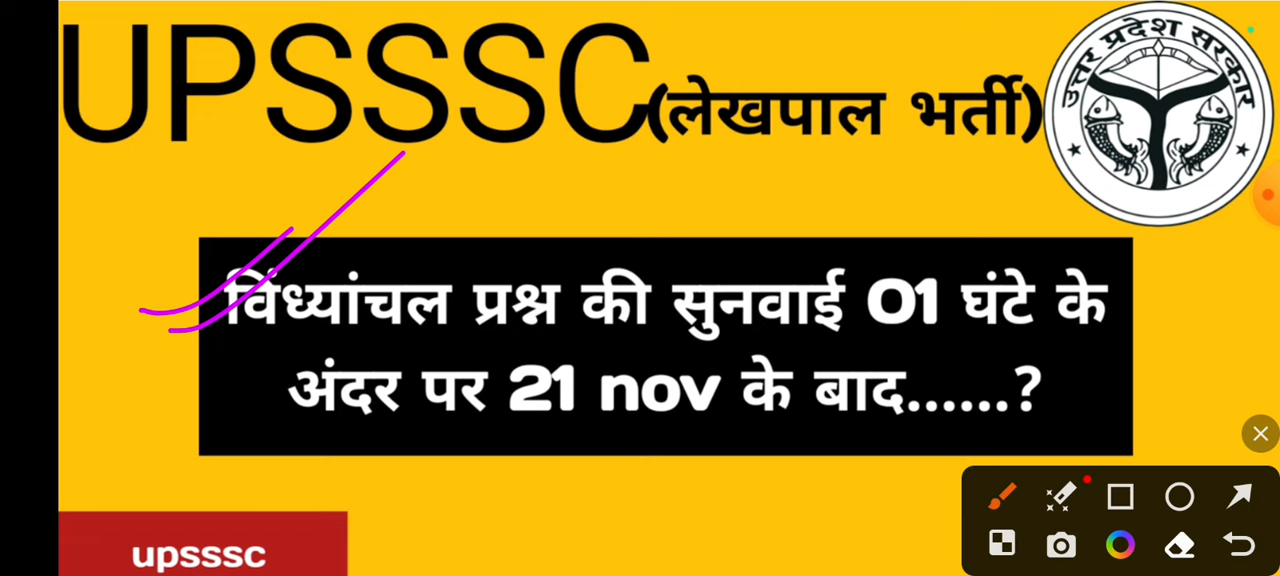 UPSSSC (लेखपाल भर्ती)
उत्तर प्रदेश सरकार
विंध्यांचल प्रश्न की सुनवाई 01 घंटे के
अंदर पर 21 nov के बाद......?
upsssc